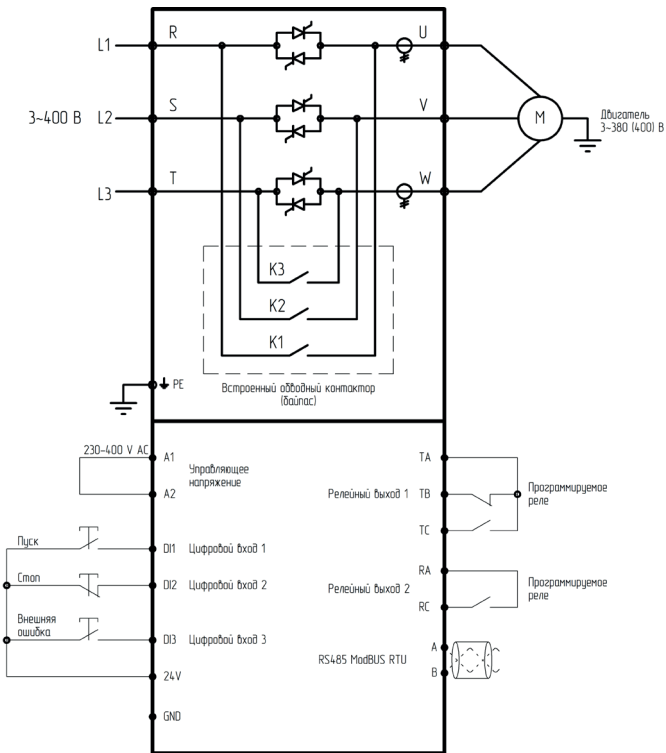 L1
R
U
3~400 В
L2
S
V
M
Двигатель
3~380 (400) В
L3
T
W
K3
K2
K1
PE
Встроенный обводный контактор
(байпас)
230-400 V AC
A1
A2
Управляющее
напряжение
TA
Релейный выход 1
TB
TC
Программируемое
реле
Пуск
DI1
Цифровой вход 1
Стоп
DI2
Цифровой вход 2
Внешняя
ошибка
DI3
Цифровой вход 3
24V
GND
RA
Релейный выход 2
RC
Программируемое
реле
RS485 ModBUS RTU
A
B